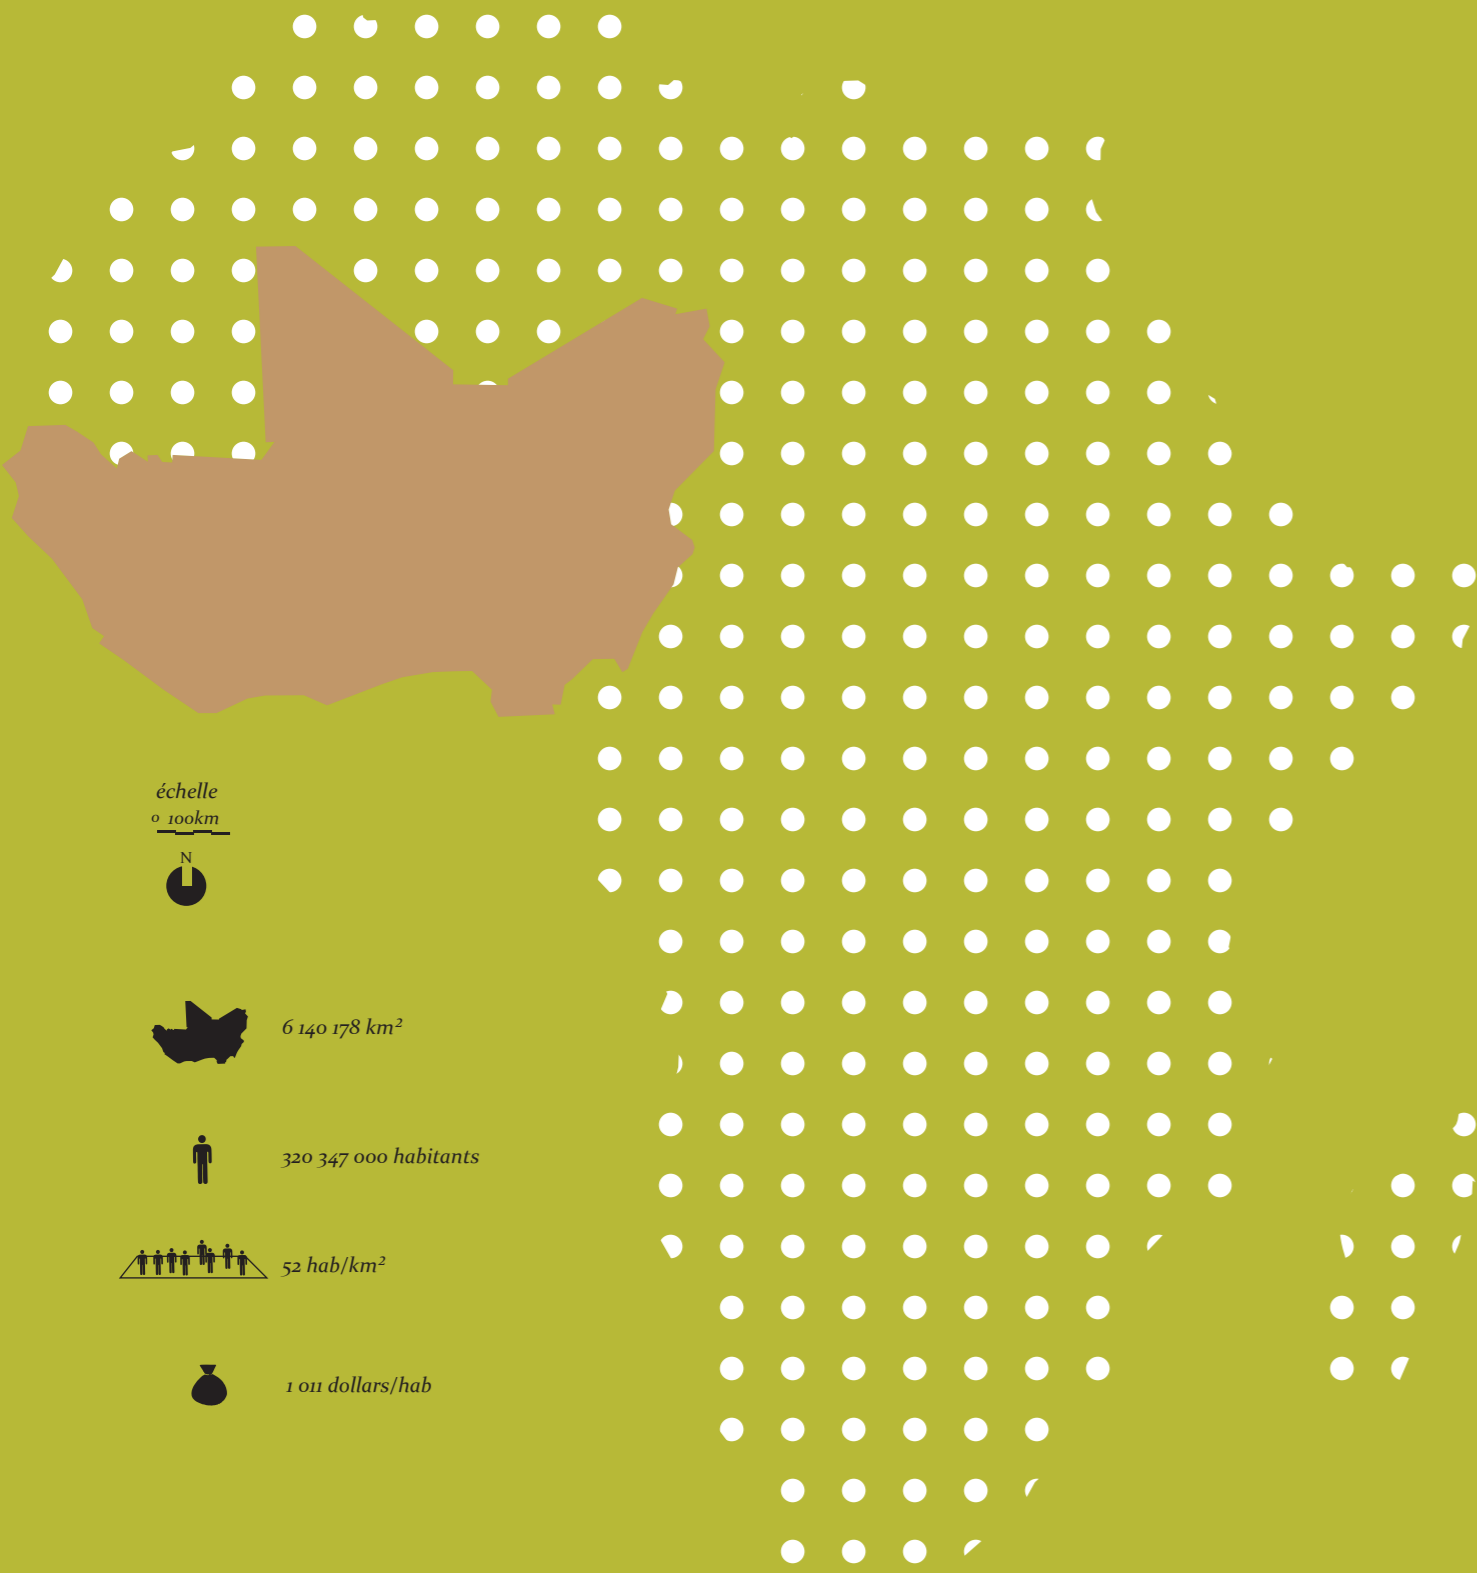 échelle
0 100km
N
6 140 178 km²
320 347 000 habitants
52 hab/km²
1 011 dollars/hab